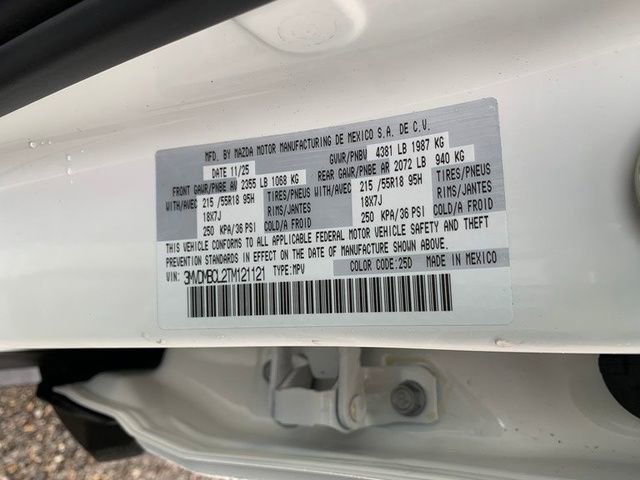 MFD. BY MAZDA MOTOR MANUFACTURING DE MEXICO S.A. DE C.V.
DATE 11/25 GVWR/PNBV 4381 LB 1987 KG
FRONT GAWR/PNBE AV 2355 LB 1068 KG REAR GAWR/PNBE AR 2072 LB 940 KG
WITH/AVEC 215 /55R18 95H TIRES/PNEUS WITH/AVEC 215 /55R18 95H TIRES/PNEUS
18X7J RIMS/JANTES 18X7J RIMS/JANTES
250 KPA/36 PSI COLD/A FROID 250 KPA/36 PSI COLD/A FROID
THIS VEHICLE CONFORMS TO ALL APPLICABLE FEDERAL MOTOR VEHICLE SAFETY AND THEFT
PREVENTION STANDARDS IN EFFECT ON THE DATE OF MANUFACTURE SHOWN ABOVE.
VIN: 3MVDMBCL2TM121121 TYPE:MPV COLOR CODE:25D MADE IN MEXICO